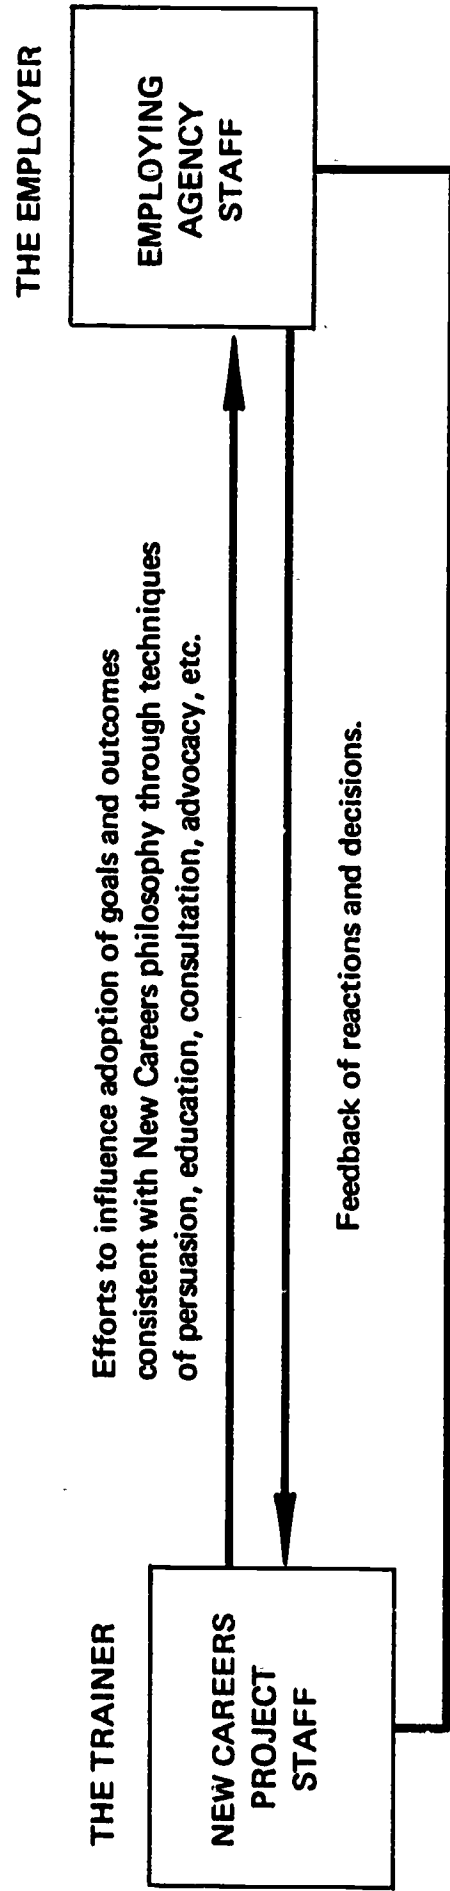 THE TRAINER
NEW CAREERS
PROJECT
STAFF
Efforts to influence adoption of goals and outcomes
consistent with New Careers philosophy through techniques
of persuasion, education, consultation, advocacy, etc.
Feedback of reactions and decisions.
THE EMPLOYER
EMPLOYING
AGENCY
STAFF